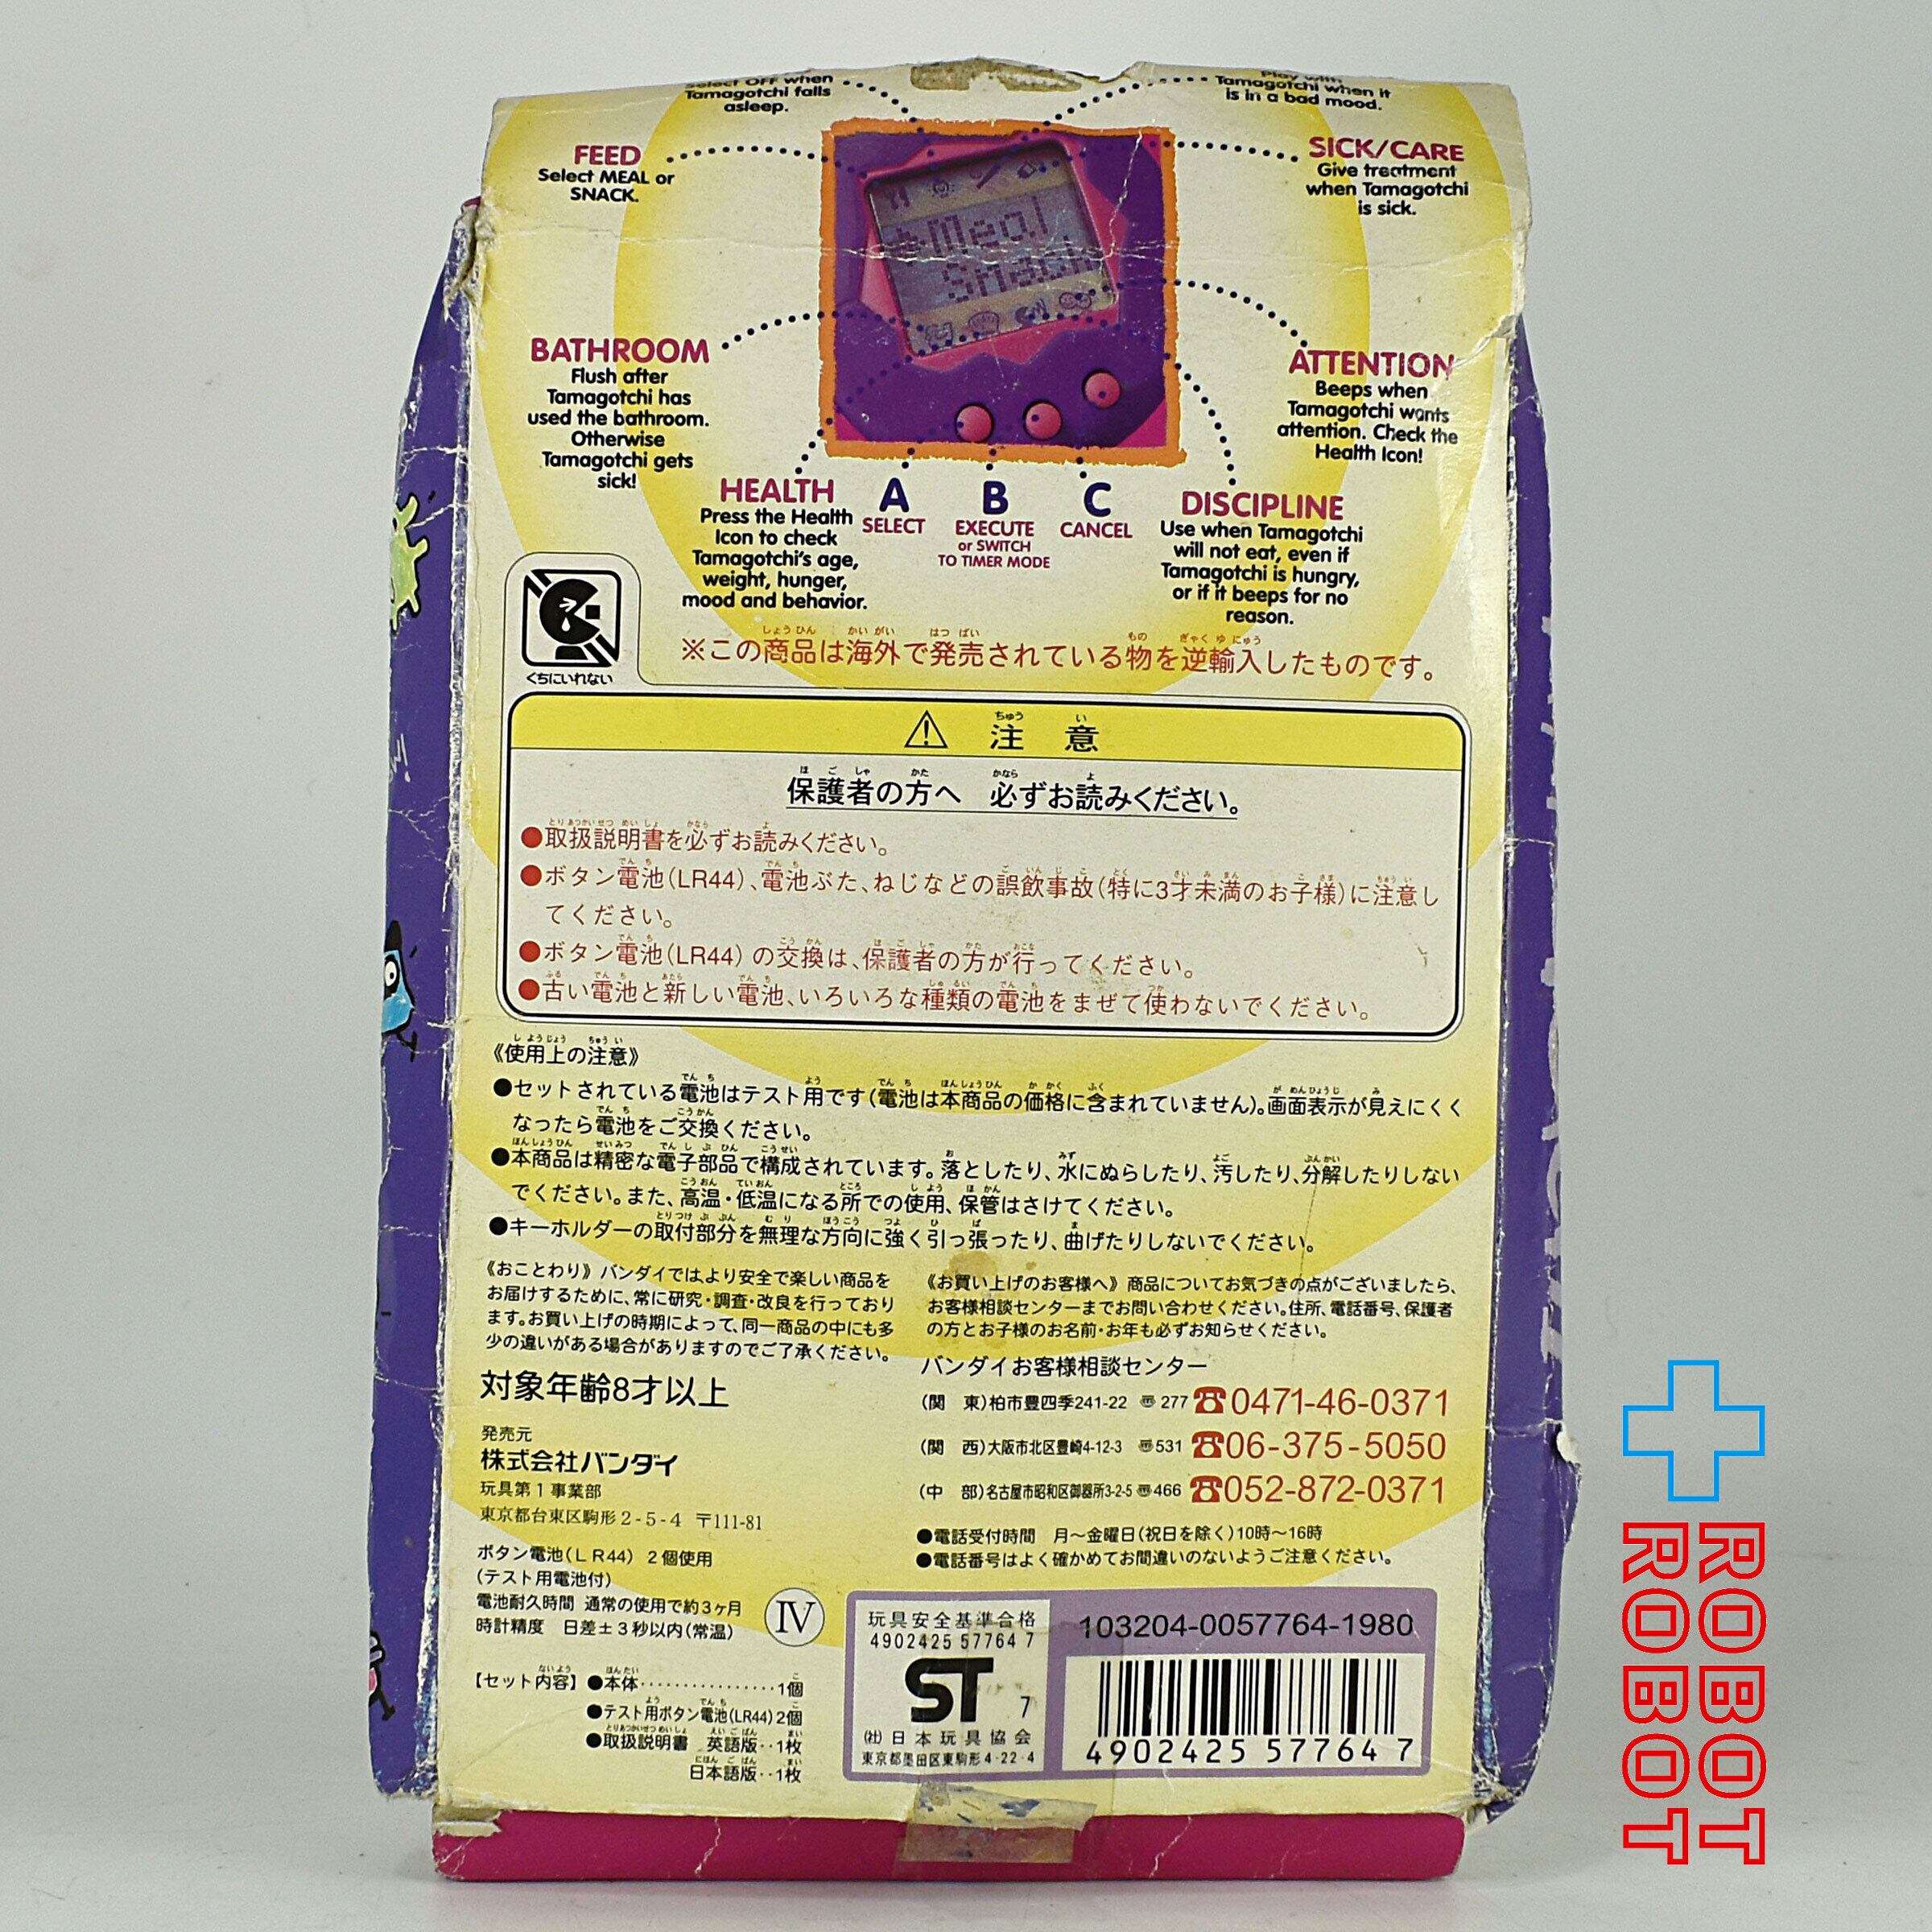 Select OFF when
Tamagotchi falls
asleep.
Play with
Tamagotchi when it
is in a bad mood.
FEED
Select MEAL or
SNACK.
SICK/CARE
Give treatment
when Tamagotchi
is sick.
Meal
Snack
BATHROOM
Flush after
Tamagotchi has
used the bathroom.
Otherwise
Tamagotchi gets
sick!
ATTENTION
Beeps when
Tamagotchi wants
attention. Check the
Health Icon!
HEALTH
Press the Health
Icon to check
Tamagotchi's age,
weight, hunger,
mood and behavior.
A
SELECT
B
EXECUTE
or SWITCH
TO TIMER MODE
C
CANCEL
DISCIPLINE
Use when Tamagotchi
will not eat, even if
Tamagotchi is hungry,
or if it beeps for no
reason.
くちにいれない
※この商品は海外で発売されている物を逆輸入したものです。
注意
保護者の方へ 必ずお読みください。
●取扱説明書を必ずお読みください。
●ボタン電池(LR44)、電池ぶた、ねじなどの誤飲事故(特に3才未満のお子様)に注意し
てください。
●ボタン電池(LR44)の交換は、保護者の方が行ってください。
●古い電池と新しい電池、いろいろな種類の電池をまぜて使わないでください。
《使用上の注意》
●セットされている電池はテスト用です(電池は本商品の価格に含まれていません)。画面表示が見えにくく
なったら電池をご交換ください。
●本商品は精密な電子部品で構成されています。落としたり、水にぬらしたり、汚したり、分解したりしない
でください。また、高温・低温になる所での使用、保管はさけてください。
●キーホルダーの取付部分を無理な方向に強く引っ張ったり、曲げたりしないでください。
《おことわり》バンダイでは、より安全で楽しい商品を
お届けするために、常に研究・調査・改良を行っており
ます。お買い上げの時期によって、同一商品の中にも多
少の違いがある場合がありますのでご了承ください。
《お買い上げのお客様へ》商品についてお気づきの点がございましたら、
お客様相談センターまでお問い合わせください。住所、電話番号、保護者
の方とお子様のお名前・お年も必ずお知らせください。
バンダイお客様相談センター
(関 東)柏市豊四季241-22 〠277 ☎0471-46-0371
(関 西)大阪市北区豊崎4-12-3 〠531 ☎06-375-5050
(中 部)名古屋市昭和区御器所3-2-5 〠466 ☎052-872-0371
●電話受付時間 月〜金曜日(祝日を除く)10時〜16時
●電話番号はよく確かめてお間違いのないようご注意ください。
対象年齢8才以上
発売元
株式会社バンダイ
玩具第1事業部
東京都台東区駒形2-5-4 〒111-81
ボタン電池(LR44) 2個使用
(テスト用電池付)
電池耐久時間 通常の使用で約3ヶ月
時計精度 日差±3秒以内(常温)
IV
【セット内容】●本体················1個
●テスト用ボタン電池(LR44)2個
●取扱説明書 英語版··1枚
日本語版··1枚
玩具安全基準合格
4902425 57764 7
ST
7
(社)日本玩具協会
東京都墨田区東駒形4-22-4
103204-0057764-1980
4902425 577647
ROBOT
ROBOT